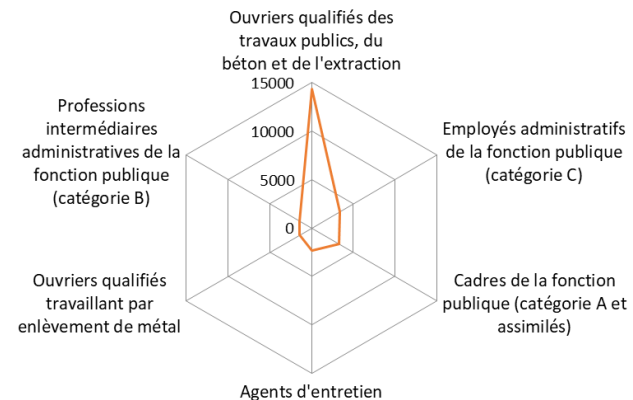 Ouvriers qualifiés des
travaux publics, du
béton et de l'extraction
15000
10000
5000
0
Employés administratifs
de la fonction publique
(catégorie C)
Cadres de la fonction
publique (catégorie A et
assimilés)
Agents d'entretien
Ouvriers qualifiés
travaillant par
enlèvement de métal
Professions
intermédiaires
administratives de la
fonction publique
(catégorie B)